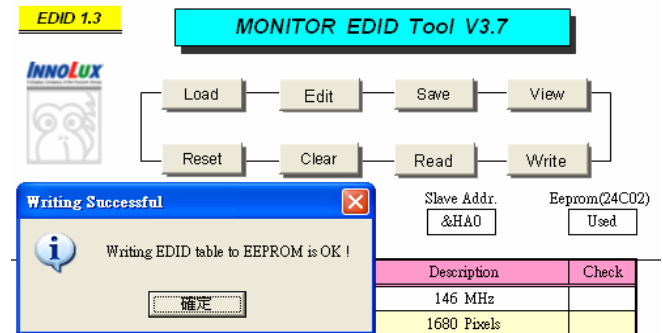 EDID 1.3
MONITOR EDID Tool V3.7
INNOLUX
Load Edit Save View
Reset Clear Read Write
Writing Successful
Writing EDID table to EEPROM is OK !
確定
Slave Addr. Eeprom(24C02)
&HA0 Used
Description Check
146 MHz
1680 Pixels